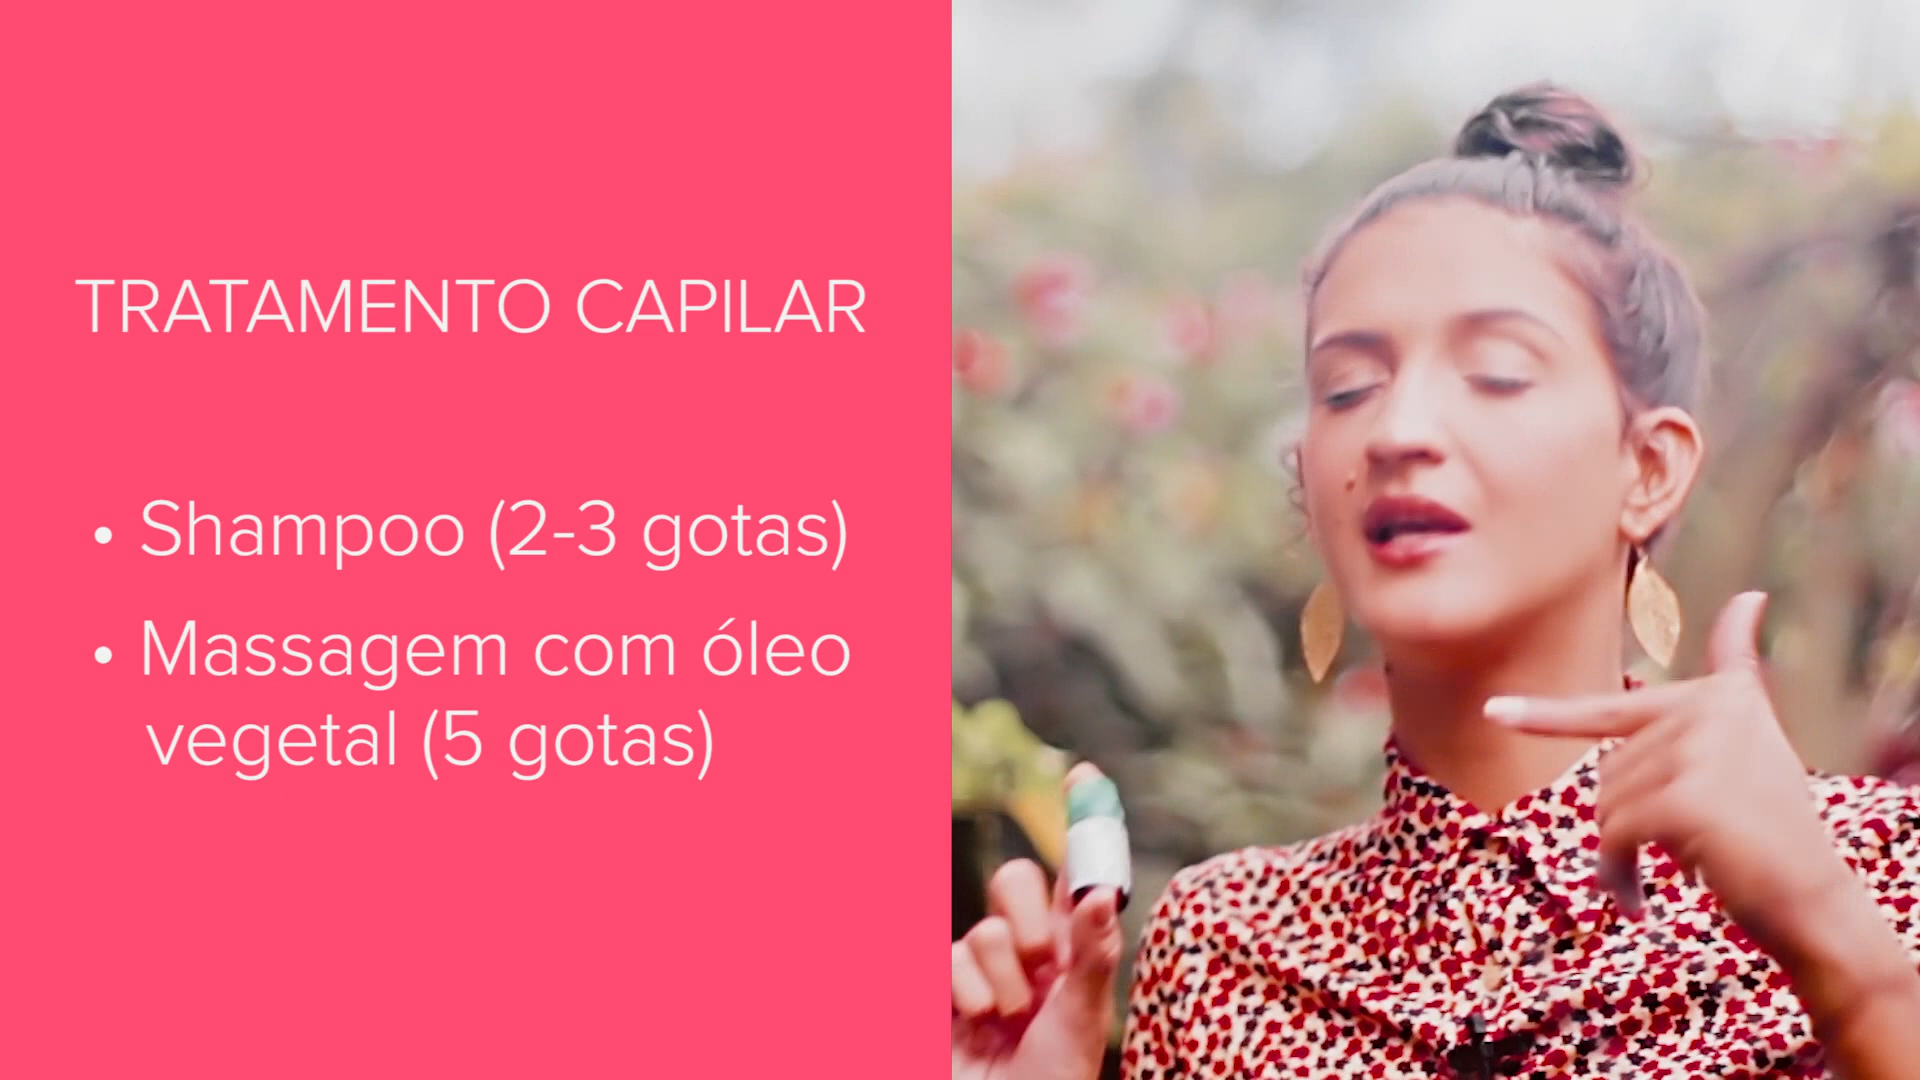 TRATAMENTO CAPILAR
• Shampoo (2-3 gotas)
• Massagem com óleo
vegetal (5 gotas)